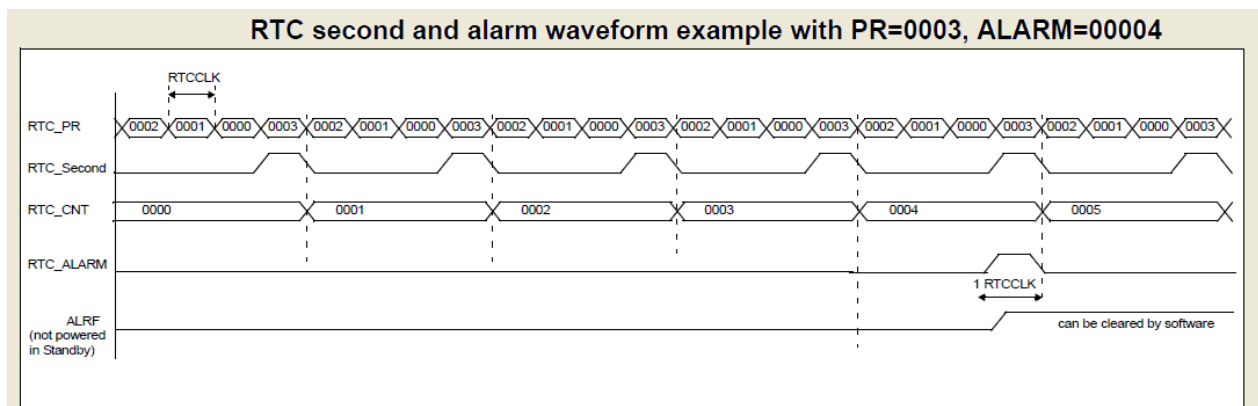 RTC second and alarm waveform example with PR=0003, ALARM=00004
RTCCLK
RTC_PR 0002 0001 0000 0003 0002 0001 0000 0003 0002 0001 0000 0003 0002 0001 0000 0003 0002 0001 0000 0003 0002 0001 0000 0003
RTC_Second
RTC_CNT 0000 0001 0002 0003 0004 0005
RTC_ALARM
1 RTCCLK
ALRF can be cleared by software
(not powered
in Standby)